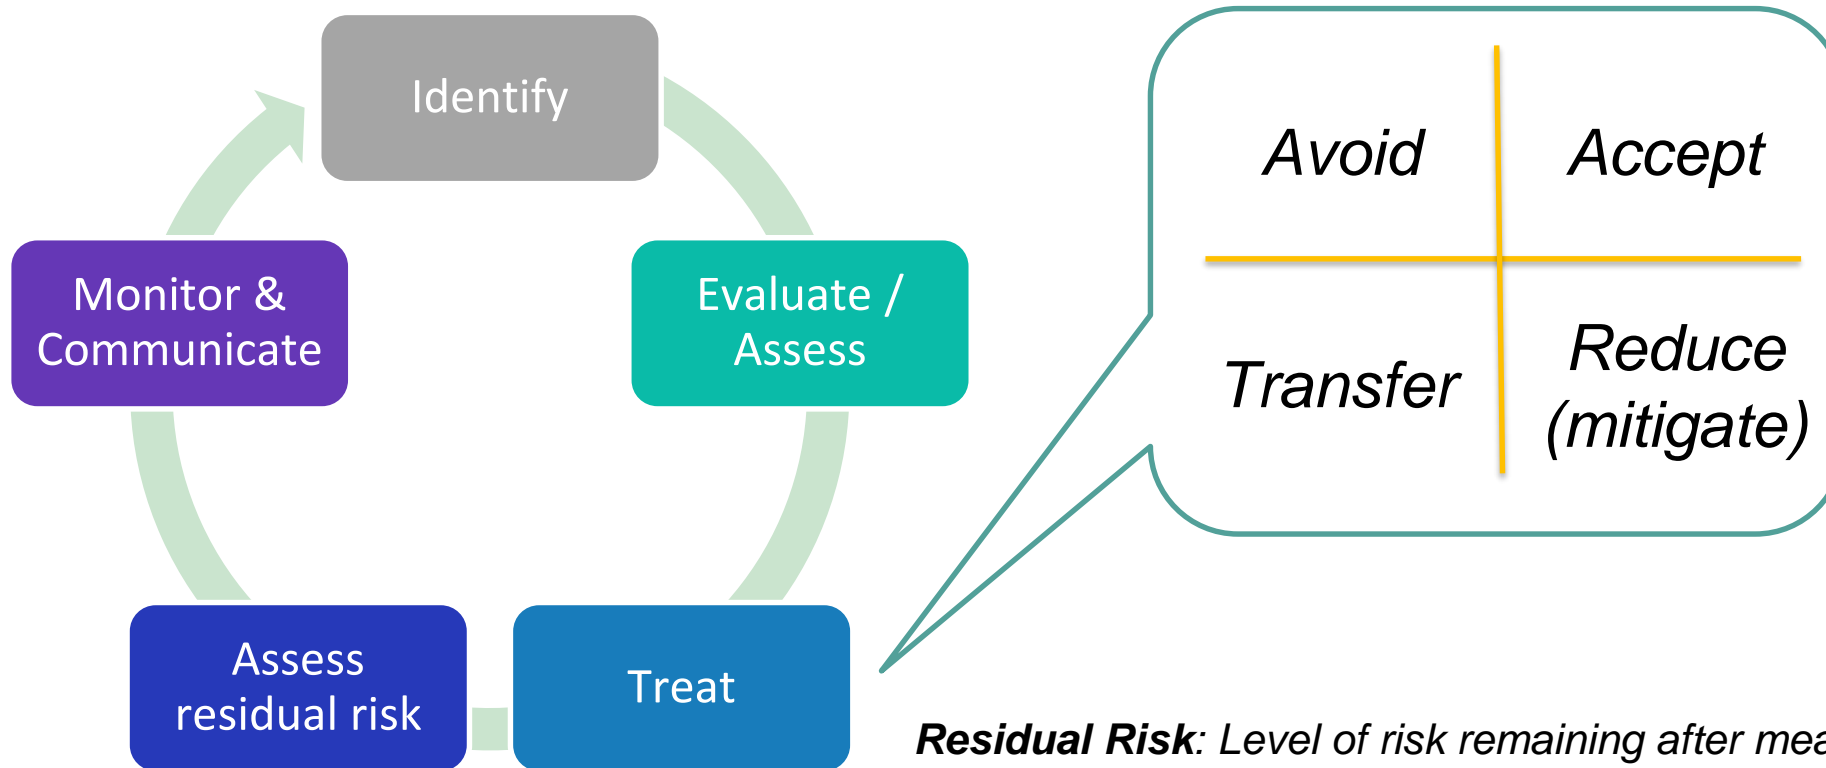 Identify
Evaluate /
Assess
Treat
Assess
residual risk
Monitor &
Communicate
Avoid
Accept
Transfer
Reduce
(mitigate)
Residual Risk: Level of risk remaining after